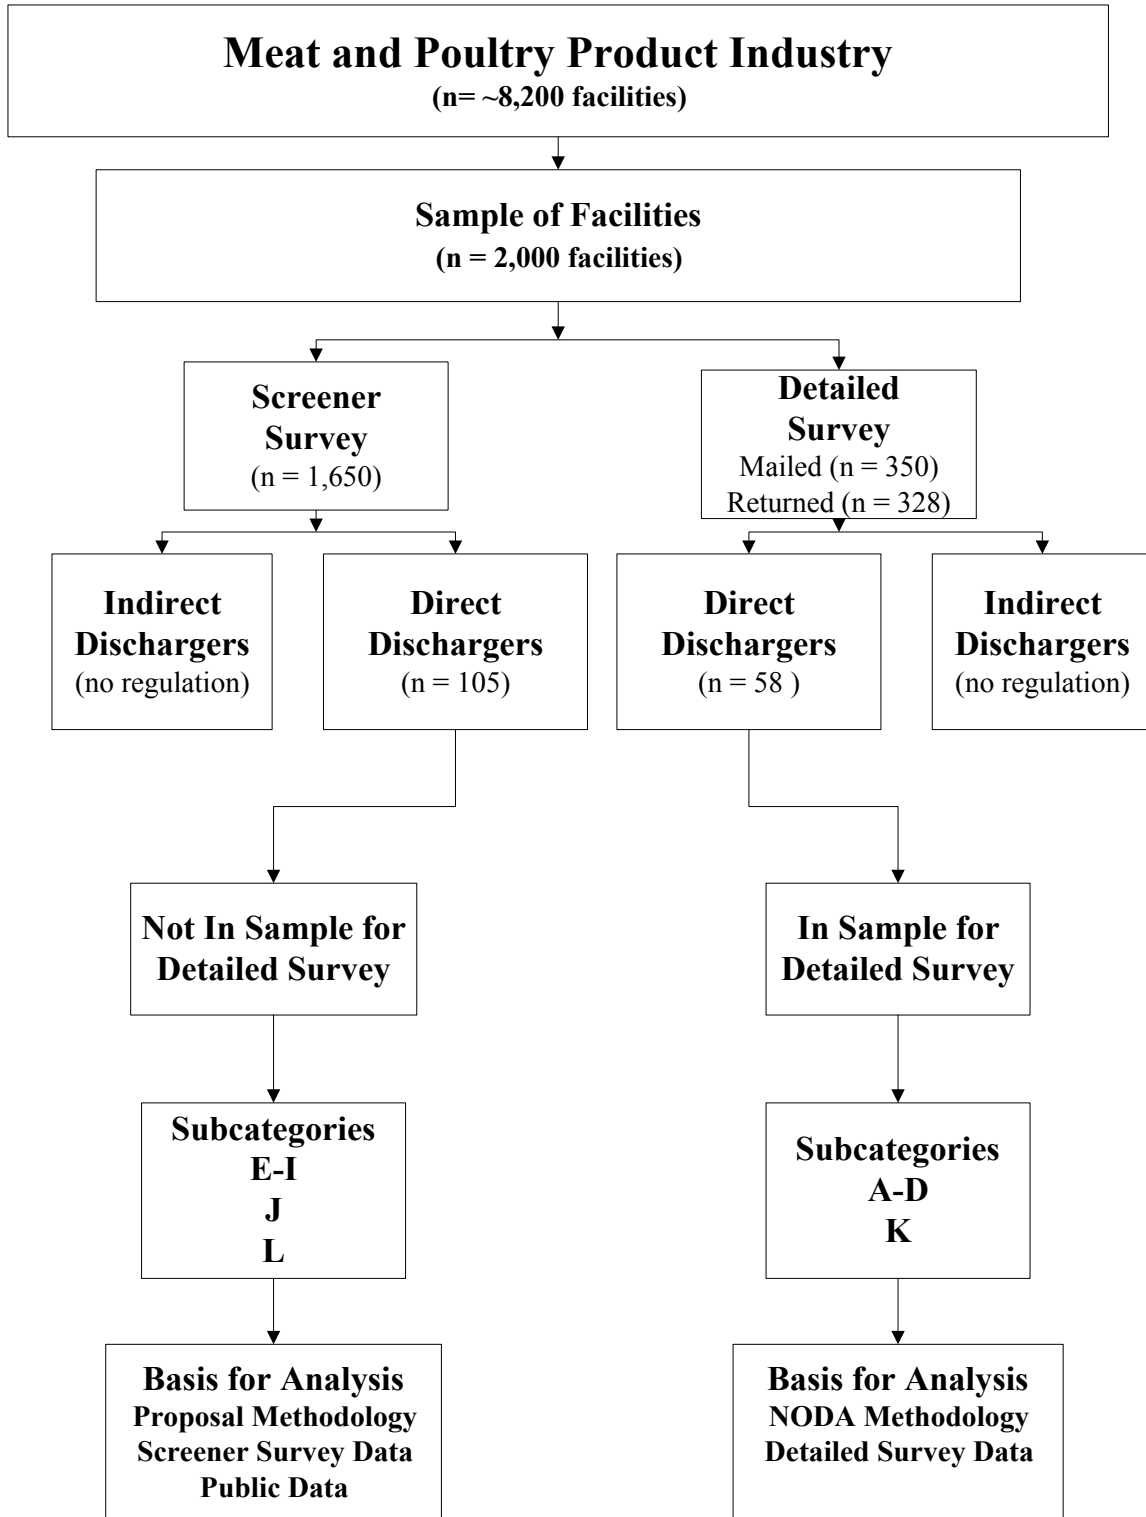 Meat and Poultry Product Industry
(n= ~8,200 facilities)
Sample of Facilities
(n = 2,000 facilities)
Screener
Survey
(n = 1,650)
Detailed
Survey
Mailed (n = 350)
Returned (n = 328)
Indirect
Dischargers
(no regulation)
Direct
Dischargers
(n = 105)
Direct
Dischargers
(n = 58 )
Indirect
Dischargers
(no regulation)
Not In Sample for
Detailed Survey
In Sample for
Detailed Survey
Subcategories
E-I
J
L
Subcategories
A-D
K
Basis for Analysis
Proposal Methodology
Screener Survey Data
Public Data
Basis for Analysis
NODA Methodology
Detailed Survey Data